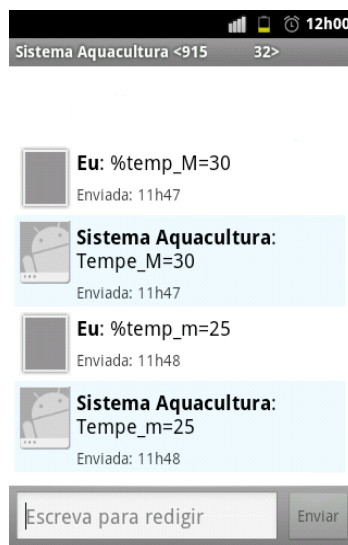 12h00
Sistema Aquacultura <915 32>
Eu: %temp_M=30
Enviada: 11h47
Sistema Aquacultura:
Tempe_M=30
Enviada: 11h47
Eu: %temp_m=25
Enviada: 11h48
Sistema Aquacultura:
Tempe_m=25
Enviada: 11h48
Escreva para redigir
Enviar